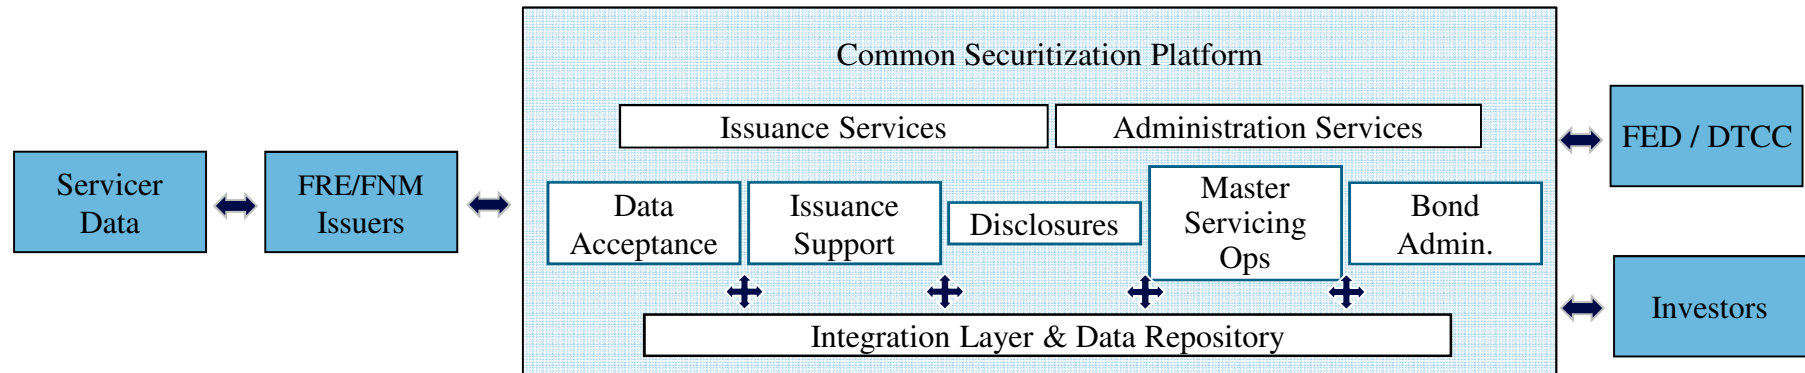 Common Securitization Platform
Issuance Services
Administration Services
Servicer
Data
FRE/FNM
Issuers
Data
Acceptance
Issuance
Support
Disclosures
Master
Servicing
Ops
Bond
Admin.
Integration Layer & Data Repository
FED / DTCC
Investors